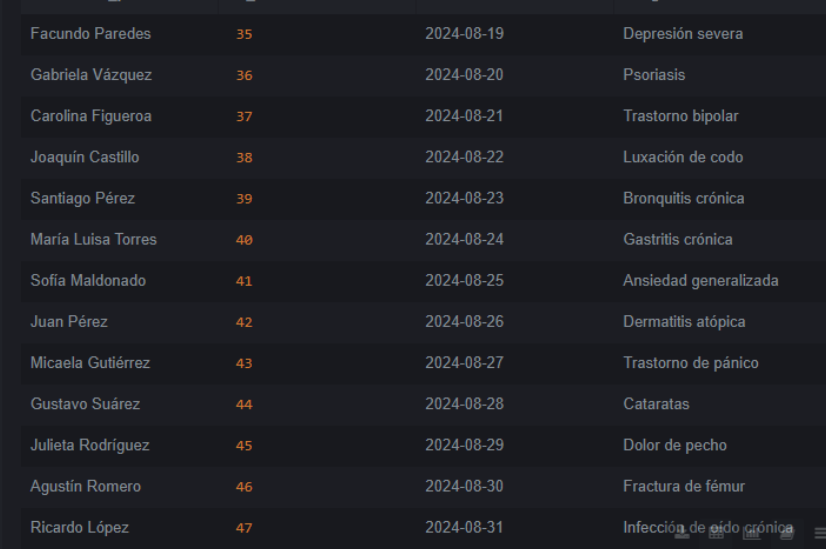 Facundo Paredes 35 2024-08-19 Depresión severa
Gabriela Vázquez 36 2024-08-20 Psoriasis
Carolina Figueroa 37 2024-08-21 Trastorno bipolar
Joaquín Castillo 38 2024-08-22 Luxación de codo
Santiago Pérez 39 2024-08-23 Bronquitis crónica
María Luisa Torres 40 2024-08-24 Gastritis crónica
Sofía Maldonado 41 2024-08-25 Ansiedad generalizada
Juan Pérez 42 2024-08-26 Dermatitis atópica
Micaela Gutiérrez 43 2024-08-27 Trastorno de pánico
Gustavo Suárez 44 2024-08-28 Cataratas
Julieta Rodríguez 45 2024-08-29 Dolor de pecho
Agustín Romero 46 2024-08-30 Fractura de fémur
Ricardo López 47 2024-08-31 Infección de oído crónica